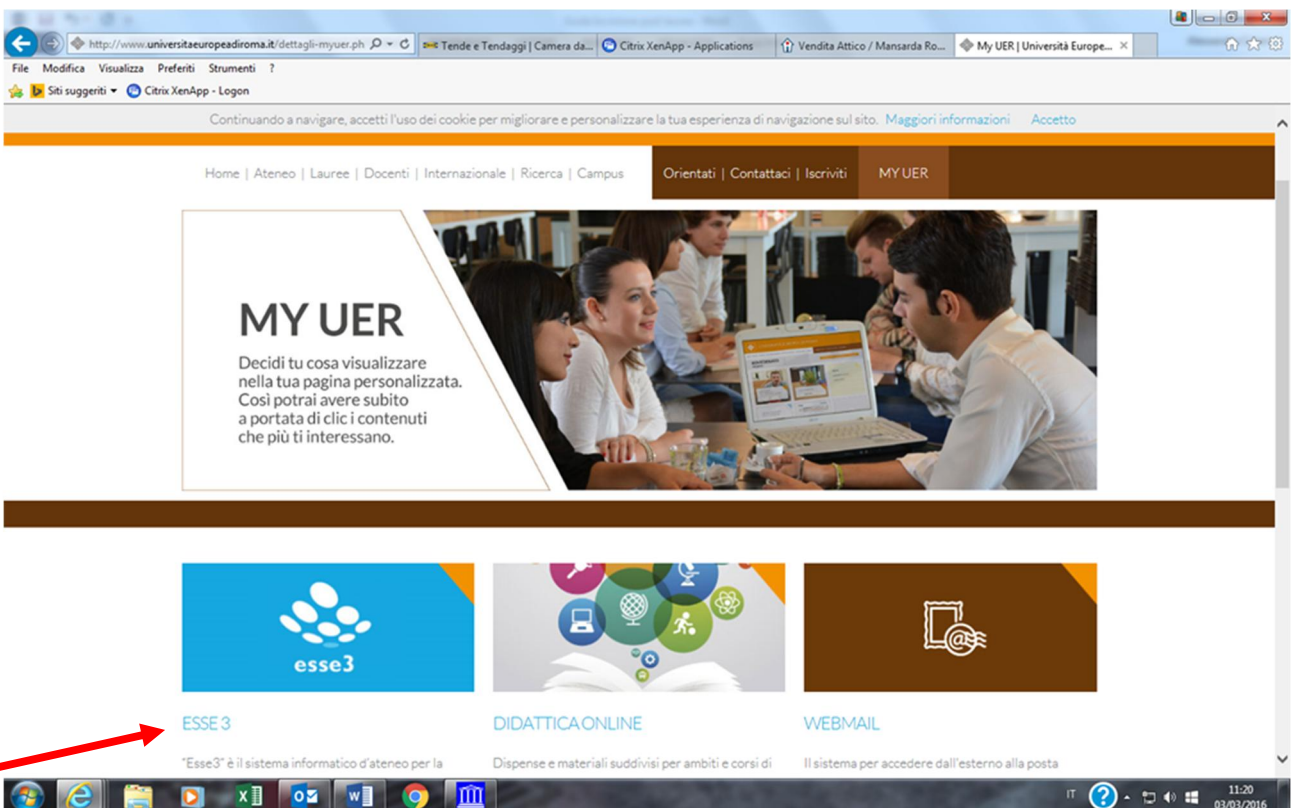 http://www.universitaeuropeadiroma.it/dettagli-myuer.ph
Tende e Tendaggi | Camera da...
Citrix XenApp - Applications
Vendita Attico / Mansarda Ro...
My UER | Università Europe...
File Modifica Visualizza Preferiti Strumenti ?
Siti suggeriti
Citrix XenApp - Logon
Continuando a navigare, accetti l'uso dei cookie per migliorare e personalizzare la tua esperienza di navigazione sul sito. Maggiori informazioni Accetto
Home | Ateneo | Lauree | Docenti | Internazionale | Ricerca | Campus
Orientati | Contattaci | Iscriviti
MY UER
MY UER
Decidi tu cosa visualizzare
nella tua pagina personalizzata.
Così potrai avere subito
a portata di clic i contenuti
che più ti interessano.
esse3
ESSE 3
DIDATTICA ONLINE
WEBMAIL
"Esse3" è il sistema informatico d'ateneo per la
Dispense e materiali suddivisi per ambiti e corsi di
Il sistema per accedere dall'esterno alla posta
IT
11:20
03/03/2016